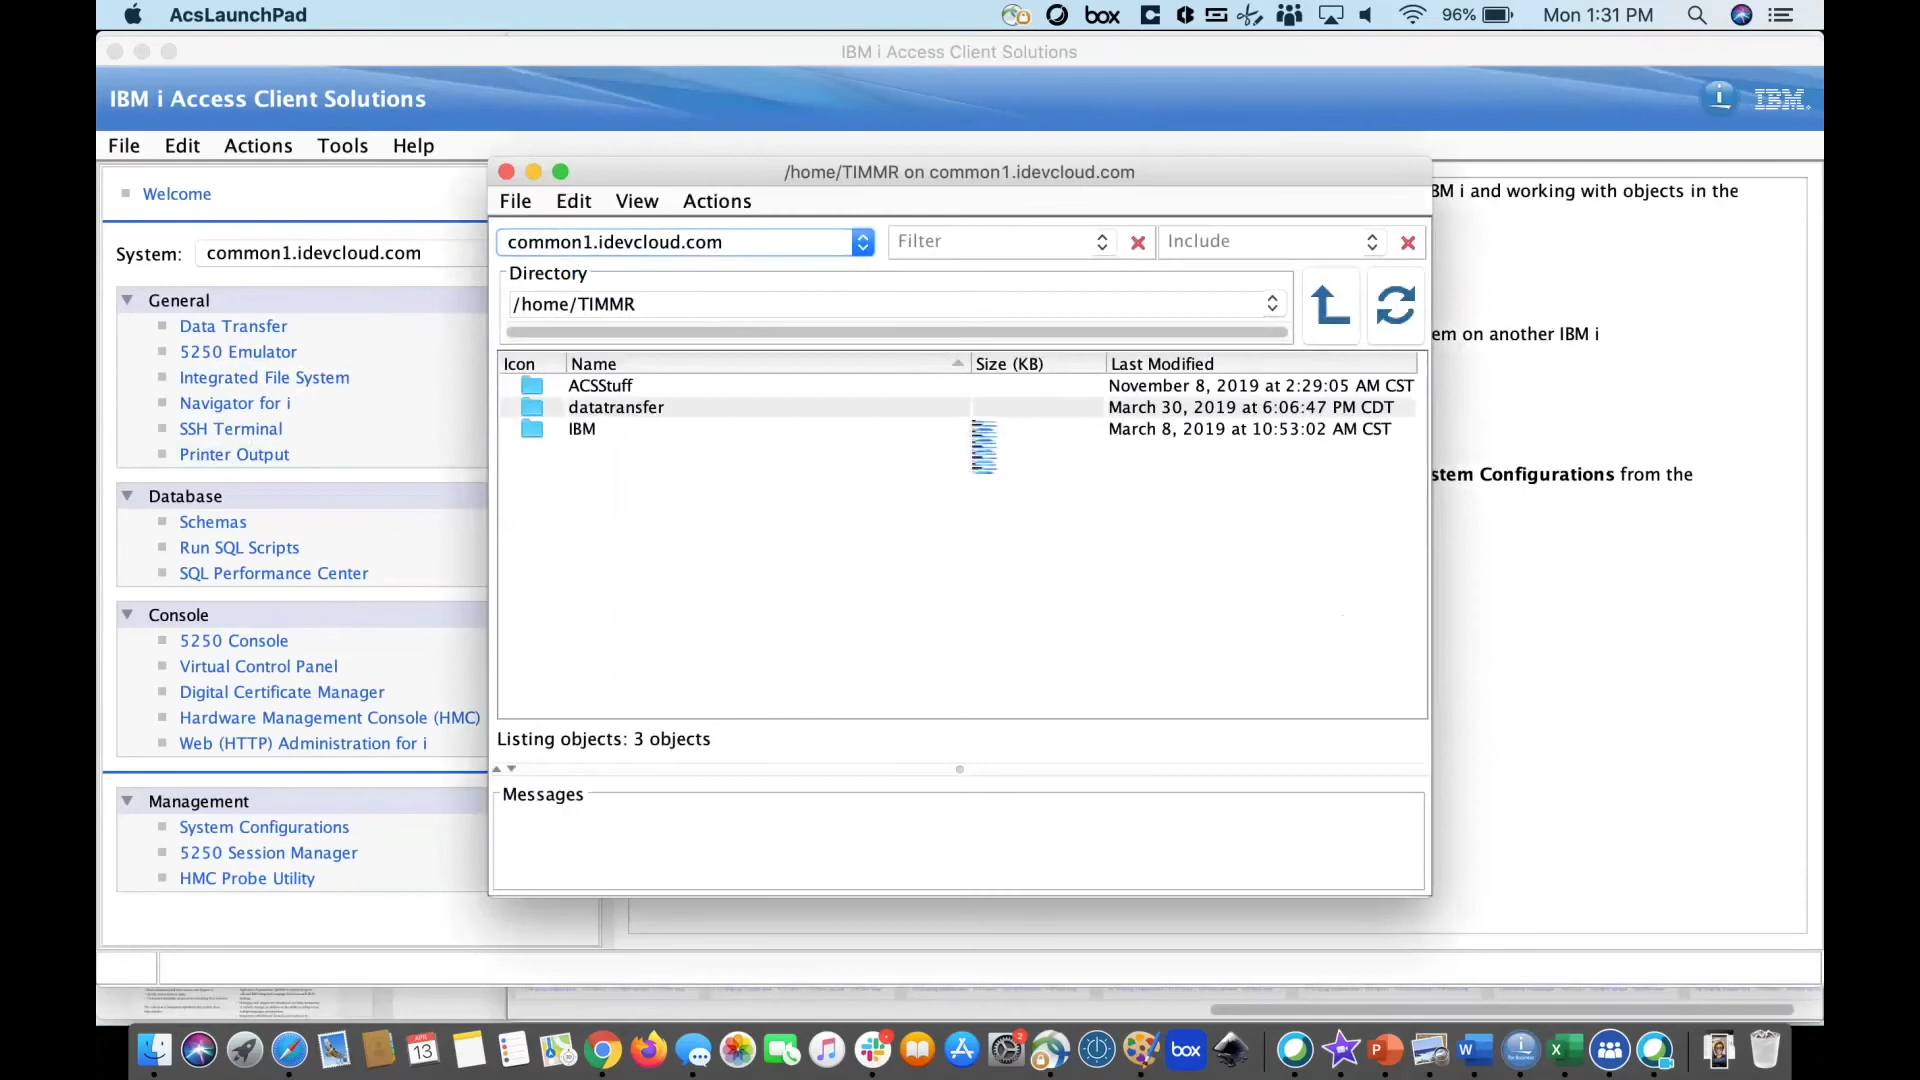 AcsLaunchPad
box
96%
Mon 1:31 PM
IBM i Access Client Solutions
IBM i Access Client Solutions
IBM
File Edit Actions Tools Help
Welcome
System: common1.idevcloud.com
General
Data Transfer
5250 Emulator
Integrated File System
Navigator for i
SSH Terminal
Printer Output
Database
Schemas
Run SQL Scripts
SQL Performance Center
Console
5250 Console
Virtual Control Panel
Digital Certificate Manager
Hardware Management Console (HMC)
Web (HTTP) Administration for i
Management
System Configurations
5250 Session Manager
HMC Probe Utility
/home/TIMMR on common1.idevcloud.com
File Edit View Actions
common1.idevcloud.com
Filter
Include
Directory
/home/TIMMR
Icon Name Size (KB) Last Modified
ACSStuff November 8, 2019 at 2:29:05 AM CST
datatransfer March 30, 2019 at 6:06:47 PM CDT
IBM March 8, 2019 at 10:53:02 AM CST
Listing objects: 3 objects
Messages
BM i and working with objects in the
em on another IBM i
stem Configurations from the
APR
13
2
box
P
W
X